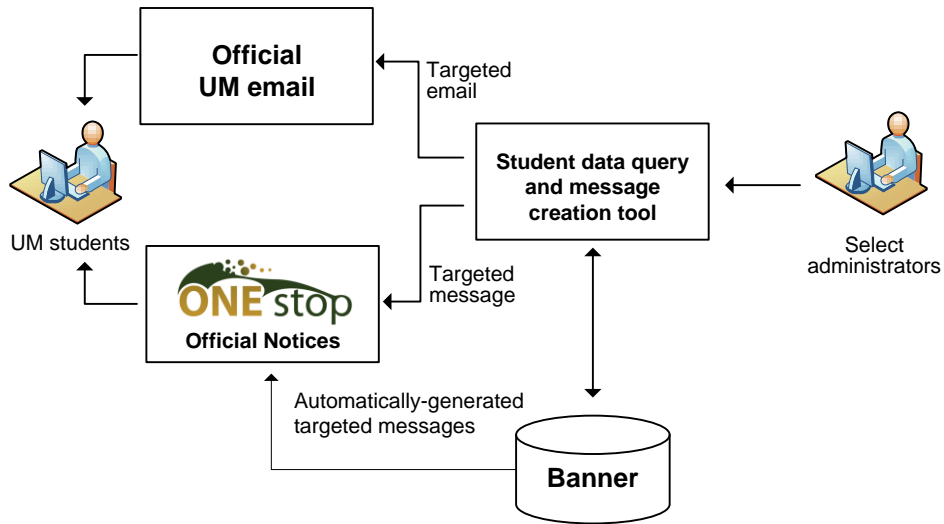 Official
UM email
Targeted
email
Student data query
and message
creation tool
UM students
Select
administrators
ONE stop
Official Notices
Targeted
message
Automatically-generated
targeted messages
Banner